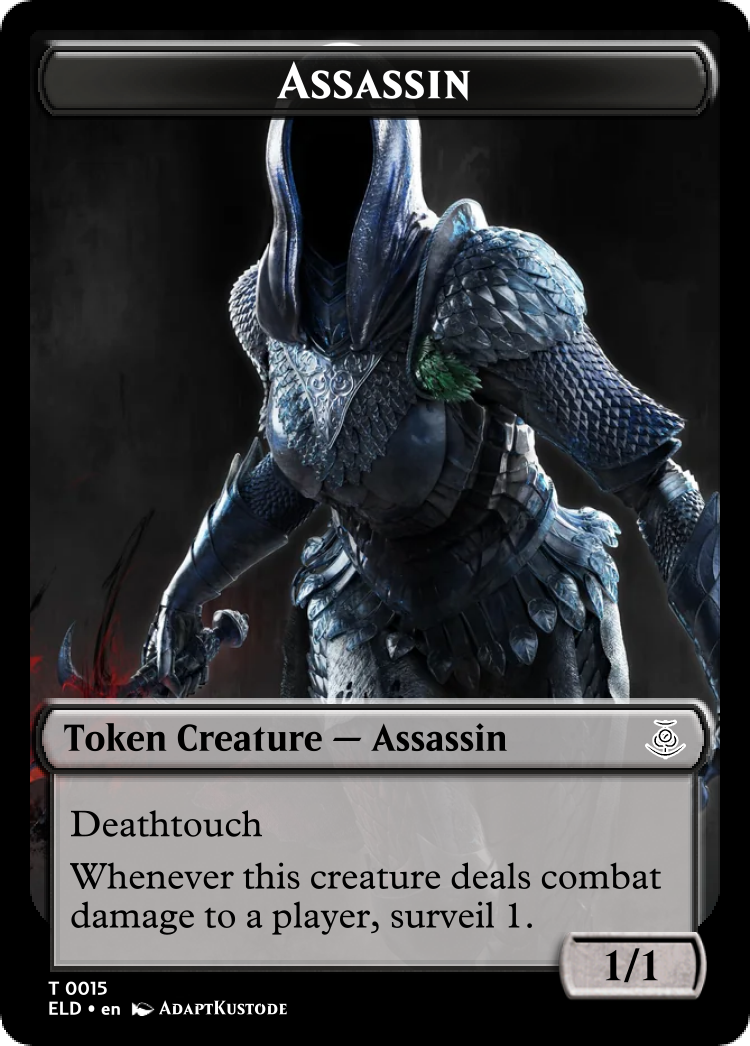 Assassin
Token Creature — Assassin
Deathtouch
Whenever this creature deals combat
damage to a player, surveil 1.
1/1
T 0015
ELD • en AdaptKustode